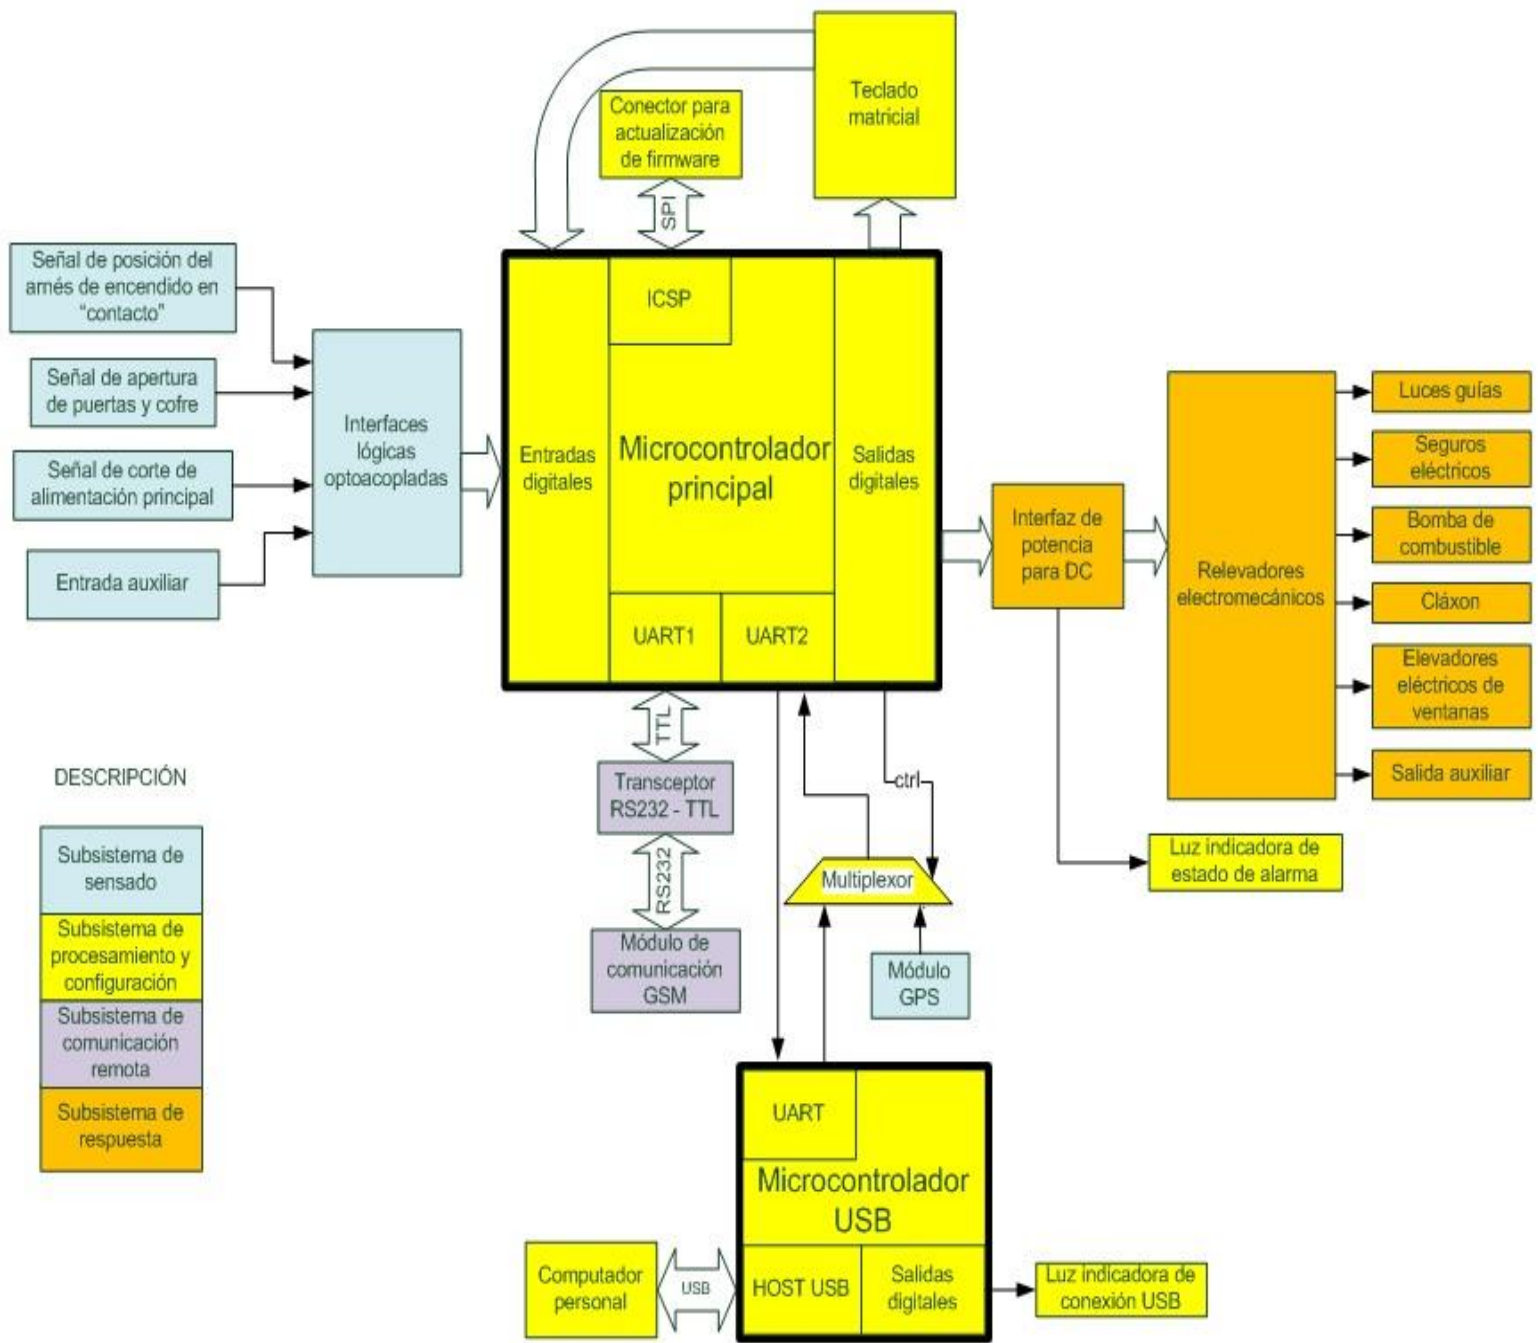 Teclado
matricial
Conector para
actualización
de firmware
SPI
Señal de posición del
arnés de encendido en
"contacto"
Señal de apertura
de puertas y cofre
Señal de corte de
alimentación principal
Entrada auxiliar
Interfaces
lógicas
optoacopladas
Entradas
digitales
ICSP
Microcontrolador
principal
Salidas
digitales
UART1
UART2
Interfaz de
potencia
para DC
Relevadores
electromecánicos
Luces guías
Seguros
eléctricos
Bomba de
combustible
Cláxon
Elevadores
eléctricos de
ventanas
Salida auxiliar
Luz indicadora de
estado de alarma
TTL
Transceptor
RS232 - TTL
RS232
Módulo de
comunicación
GSM
ctrl
Multiplexor
Módulo
GPS
DESCRIPCIÓN
Subsistema de
sensado
Subsistema de
procesamiento y
configuración
Subsistema de
comunicación
remota
Subsistema de
respuesta
UART
Microcontrolador
USB
HOST USB
Salidas
digitales
Computador
personal
USB
Luz indicadora de
conexión USB